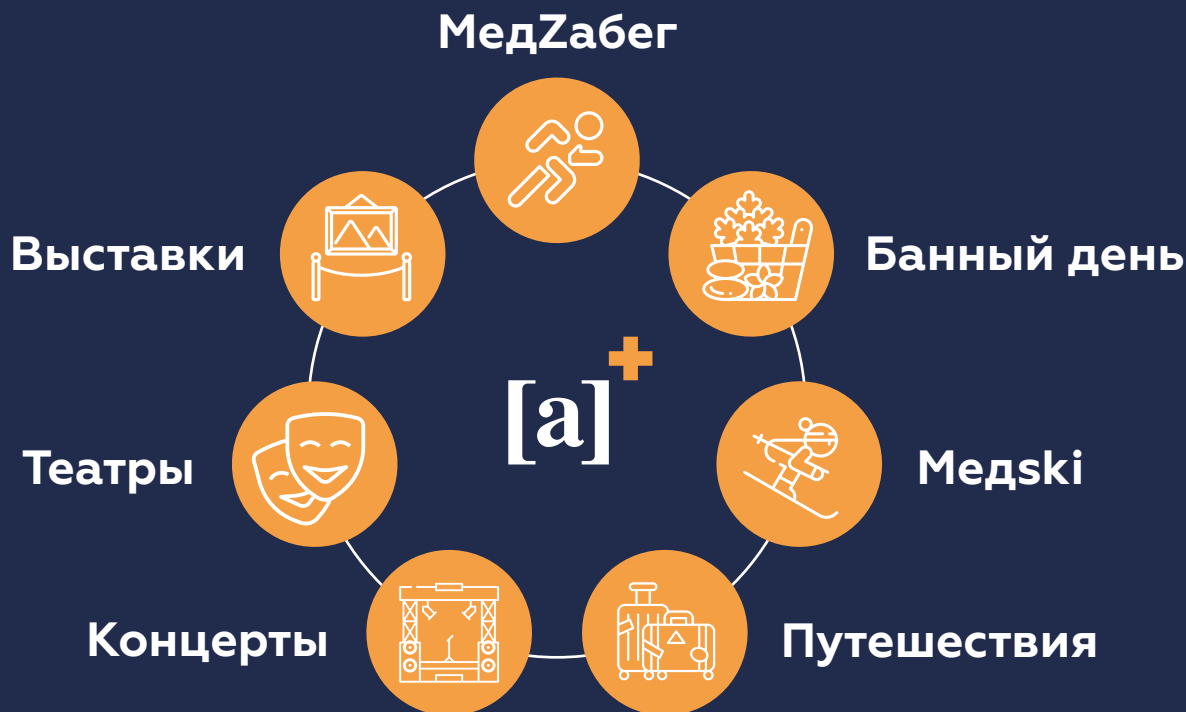 МедZабег
Выставки
Банный день
[a]+
Театры
Медski
Концерты
Путешествия